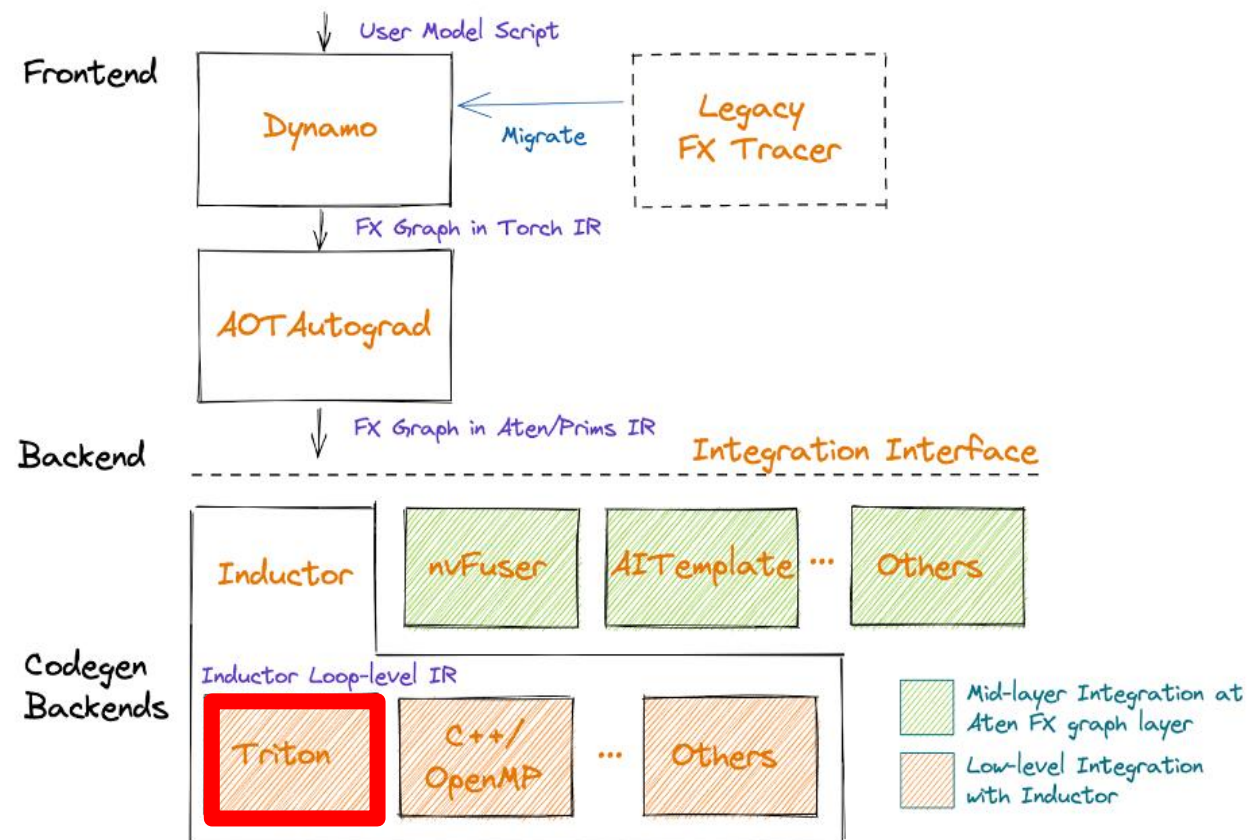 User Model Script
Frontend
Dynamo
Migrate
Legacy
FX Tracer
FX Graph in Torch IR
AOTAutograd
FX Graph in Aten/Prims IR
Backend
Integration Interface
Inductor
nvFuser
AITemplate
...
Others
Codegen
Backends
Inductor Loop-level IR
Triton
C++/
OpenMP
...
Others
Mid-layer Integration at
Aten FX graph layer
Low-level Integration
with Inductor